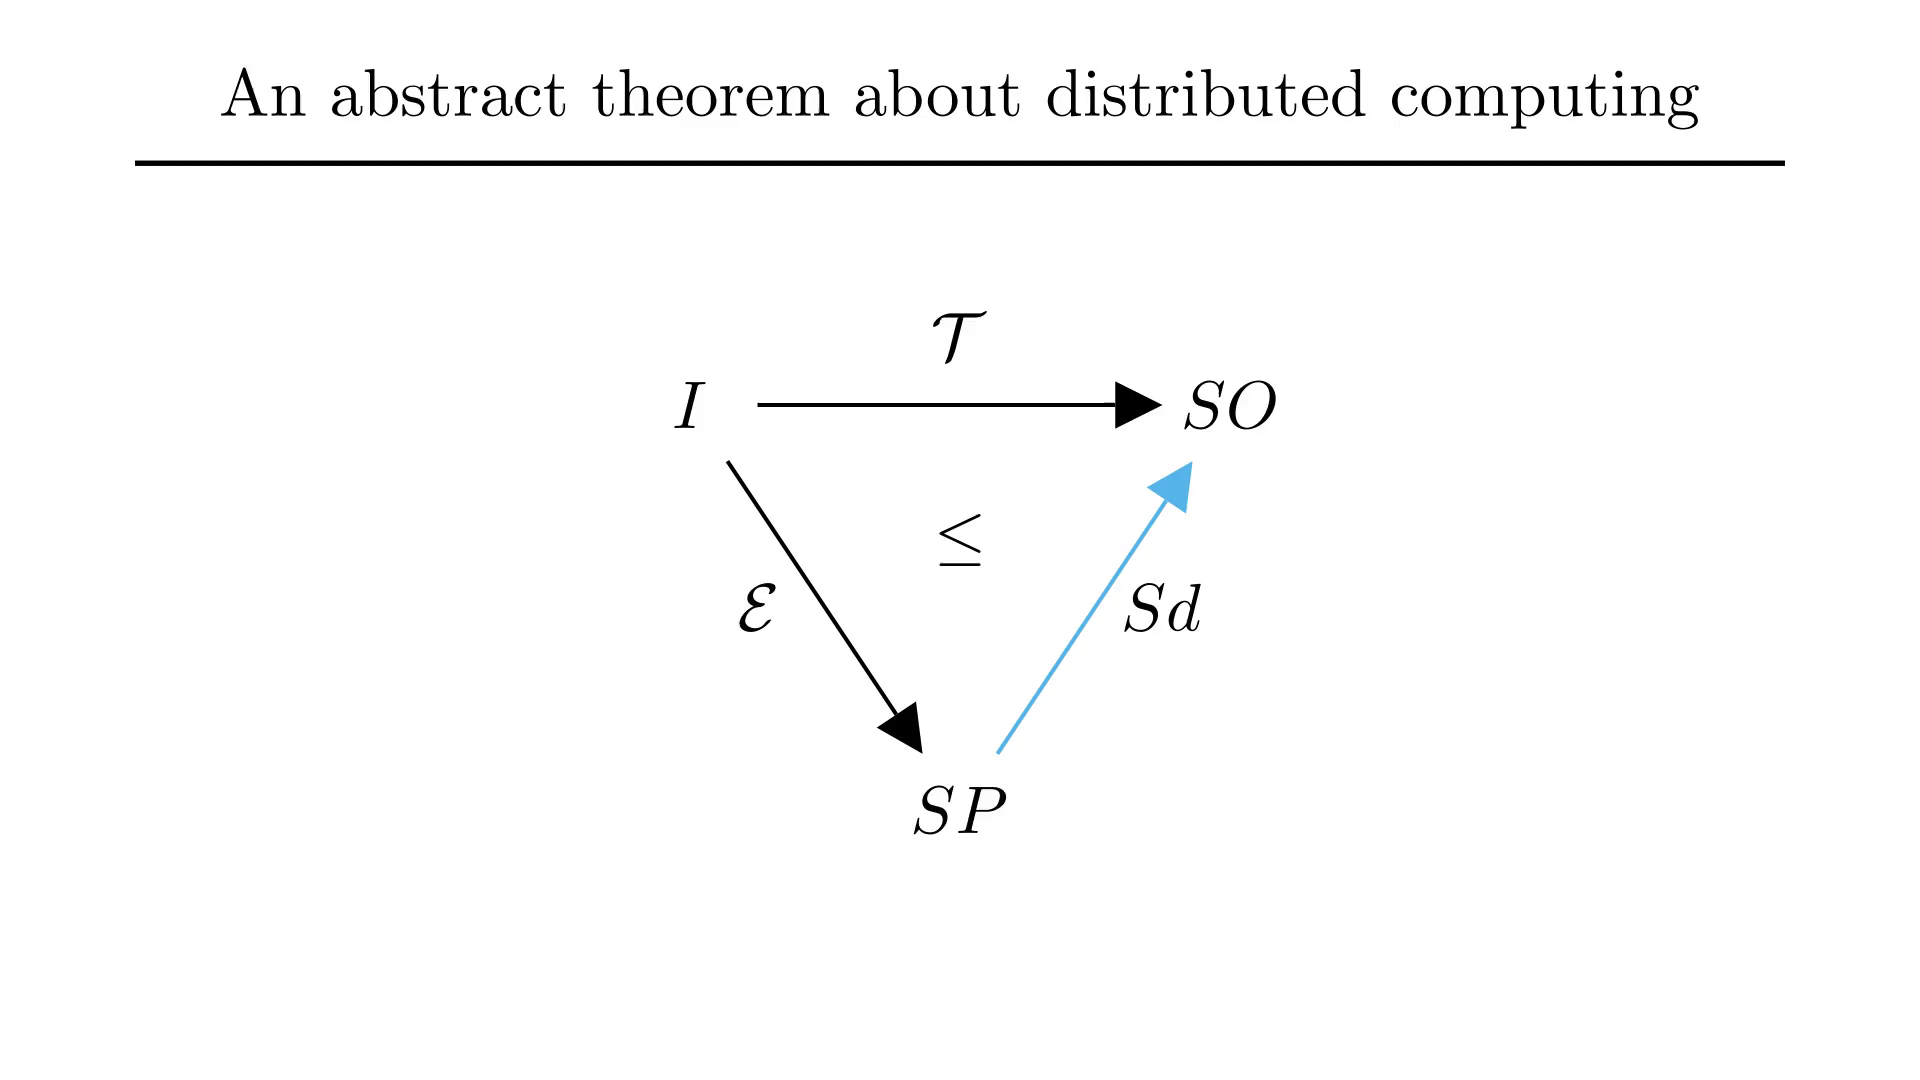 An abstract theorem about distributed computing
𝒯
I SO
≤
ℰ Sd
SP